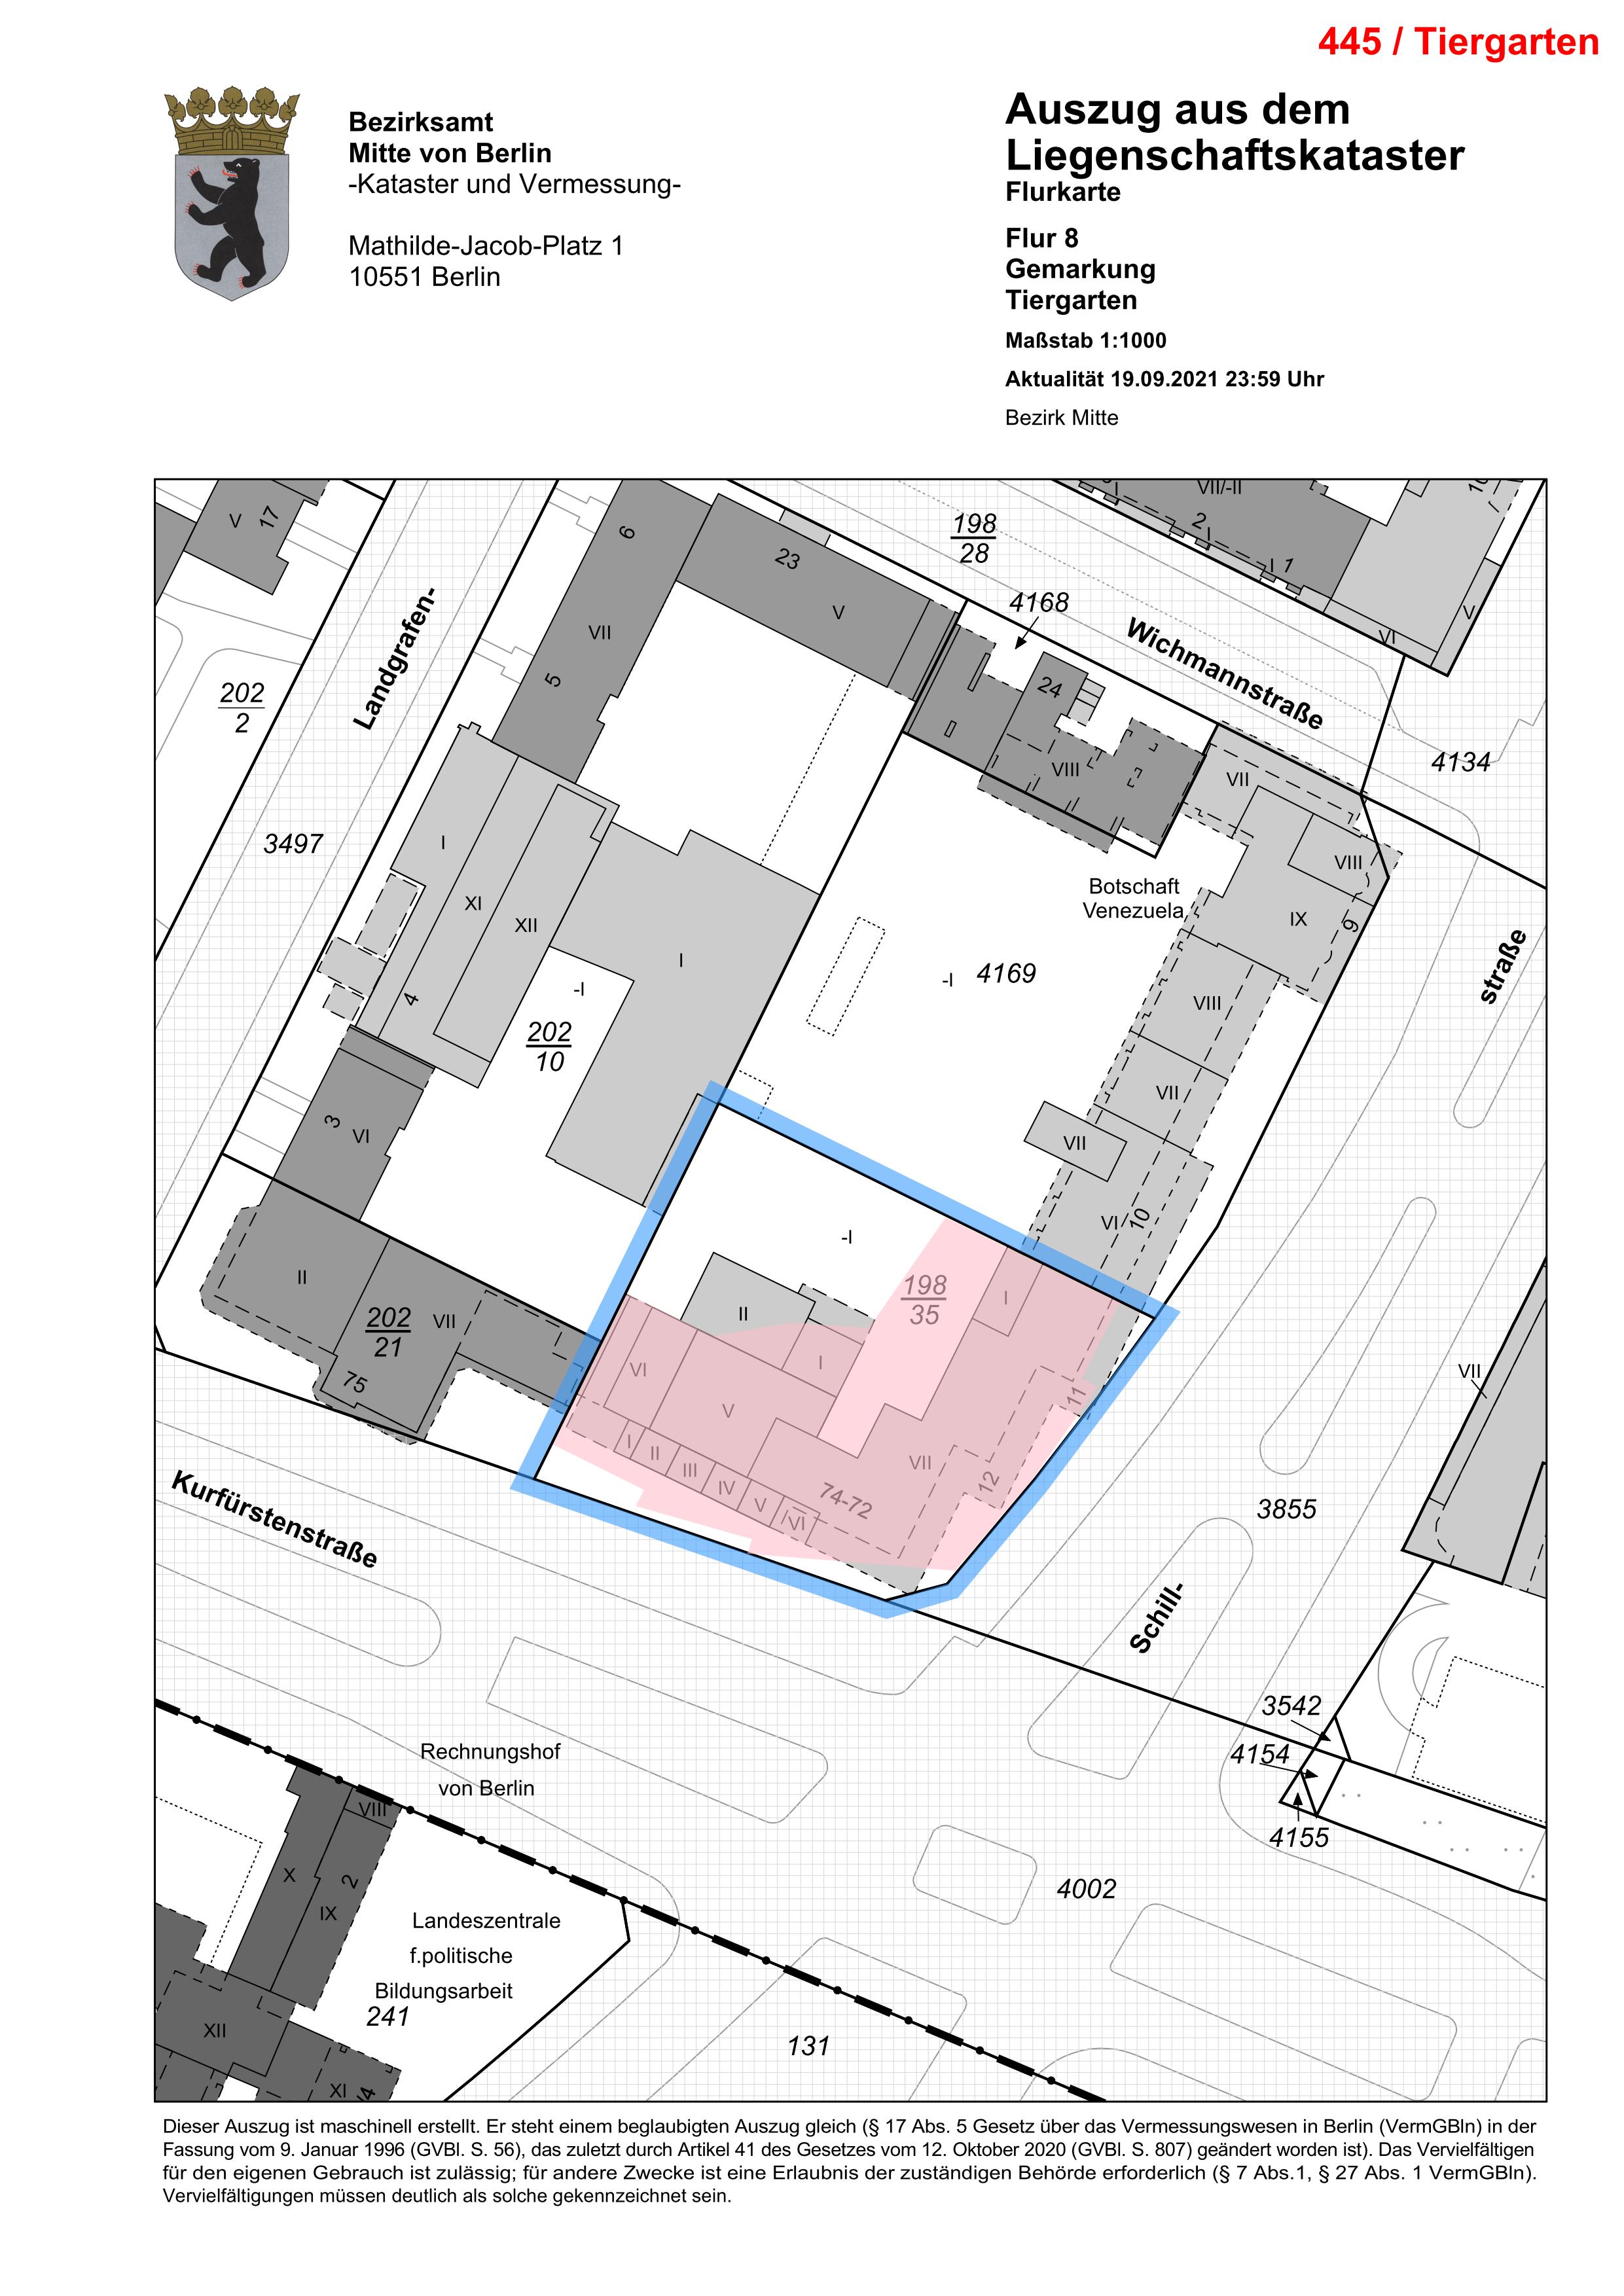 445 / Tiergarten
Bezirksamt
Mitte von Berlin
-Kataster und Vermessung-
Mathilde-Jacob-Platz 1
10551 Berlin
Auszug aus dem
Liegenschaftskataster
Flurkarte
Flur 8
Gemarkung
Tiergarten
Maßstab 1:1000
Aktualität 19.09.2021 23:59 Uhr
Bezirk Mitte
V
17
6
23
V
198
28
VII/-II
2
1
V
VI
4168
Wichmannstraße
Landgrafen-
VII
5
24
VIII
202
2
4134
VII
3497
I
XI
XII
4
VIII
IX
9
Botschaft
Venezuela
I
-I
4169
-I
202
10
straße
VIII
VII
3
VI
VII
VI
10
-I
II
202
21
VII
75
198
35
I
II
I
VI
V
11
VII
I
II
III
IV
V
VI
74-72
12
VII
Kurfürstenstraße
3855
Schill-
3542
4154
4155
Rechnungshof
von Berlin
VIII
X
2
IX
4002
Landeszentrale
f.politische
Bildungsarbeit
241
XII
XI
131
Dieser Auszug ist maschinell erstellt. Er steht einem beglaubigten Auszug gleich (§ 17 Abs. 5 Gesetz über das Vermessungswesen in Berlin (VermGBln) in der
Fassung vom 9. Januar 1996 (GVBl. S. 56), das zuletzt durch Artikel 41 des Gesetzes vom 12. Oktober 2020 (GVBl. S. 807) geändert worden ist). Das Vervielfältigen
für den eigenen Gebrauch ist zulässig; für andere Zwecke ist eine Erlaubnis der zuständigen Behörde erforderlich (§ 7 Abs.1, § 27 Abs. 1 VermGBln).
Vervielfältigungen müssen deutlich als solche gekennzeichnet sein.